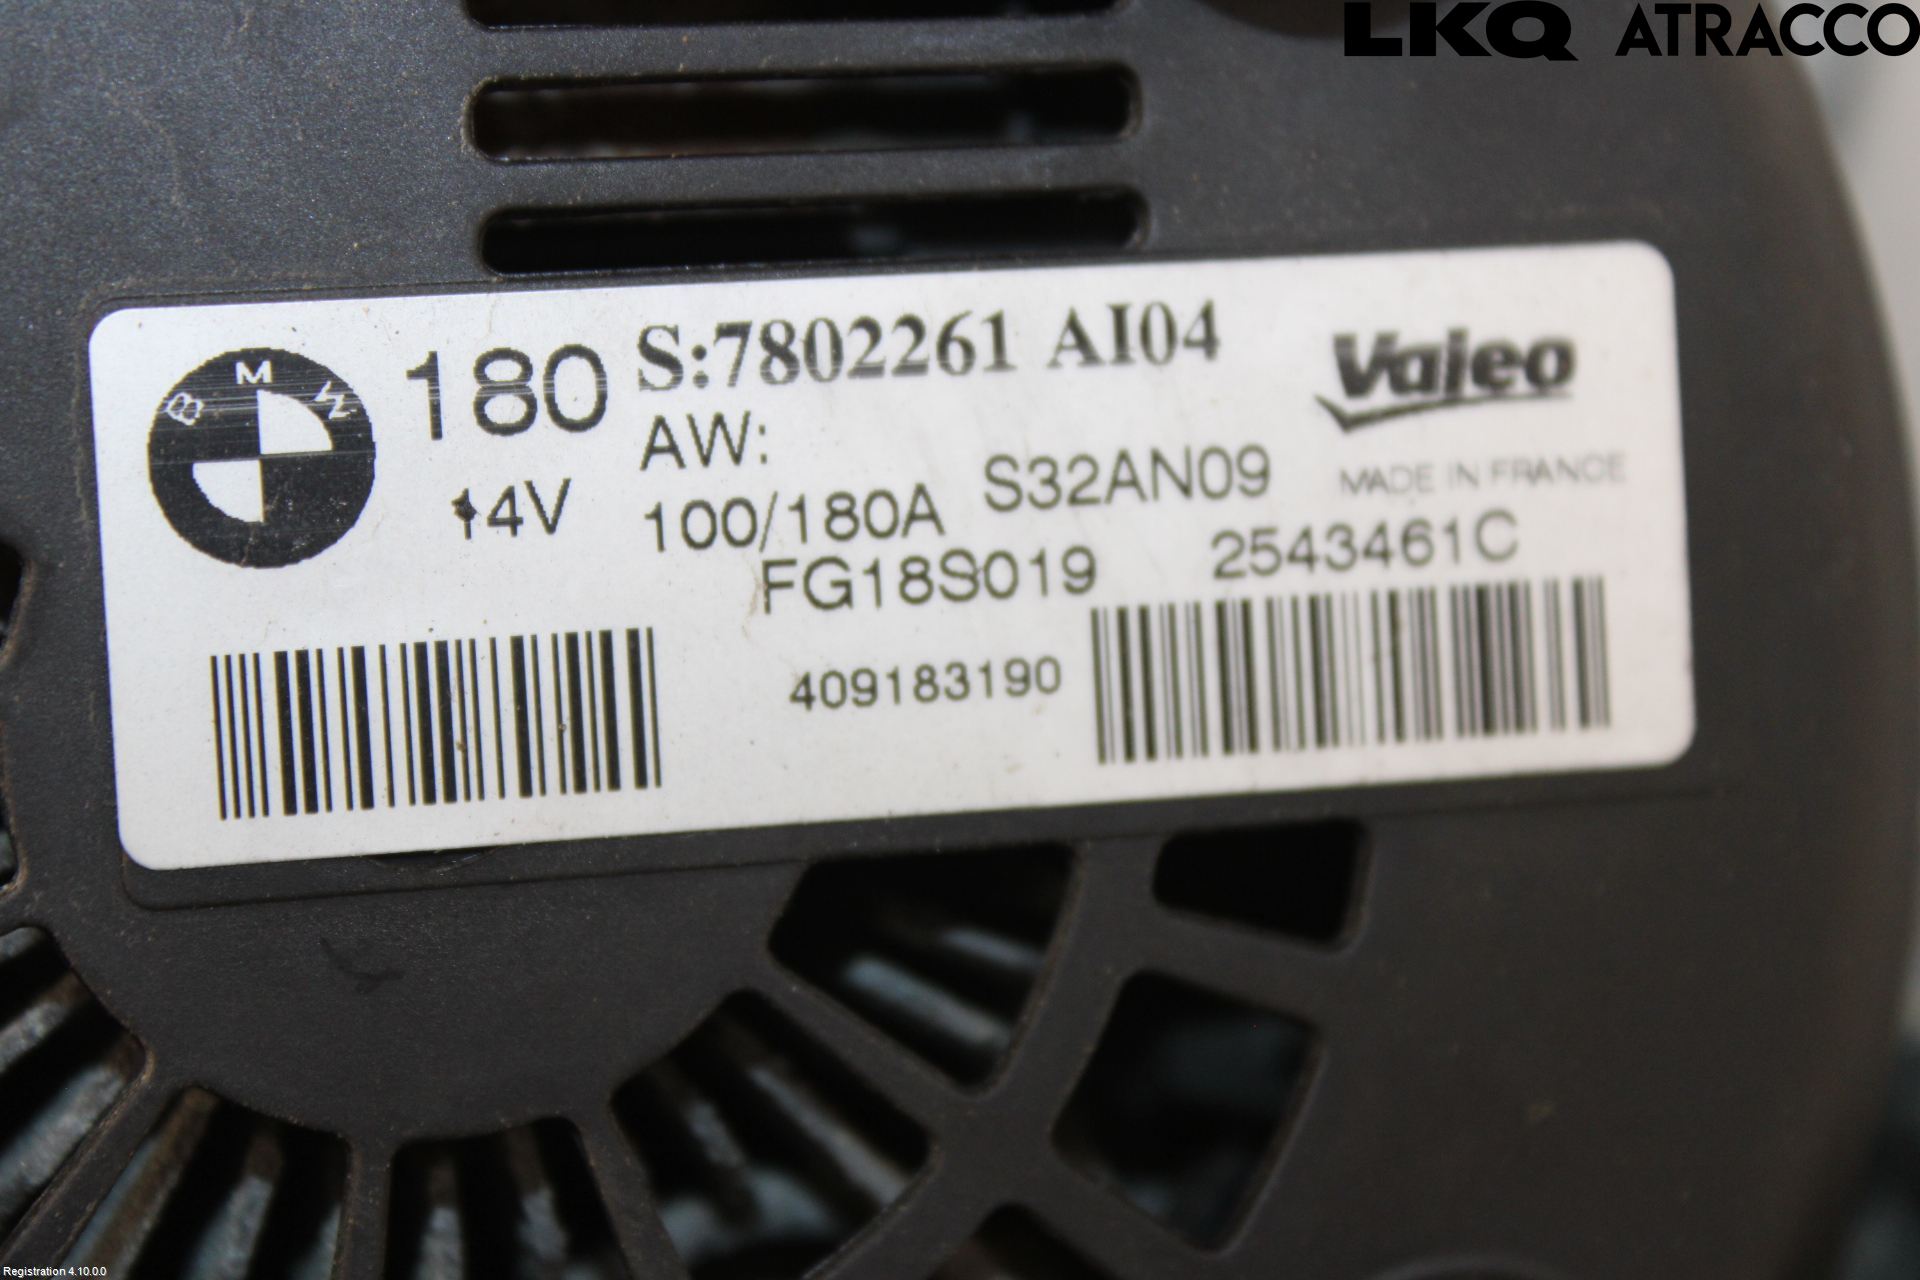 LKQ ATRACCO
BMW
180
S:7802261 AI04
Valeo
AW:
14V
100/180A
S32AN09
MADE IN FRANCE
FG18S019
2543461C
409183190
Registration 4.10.0.0